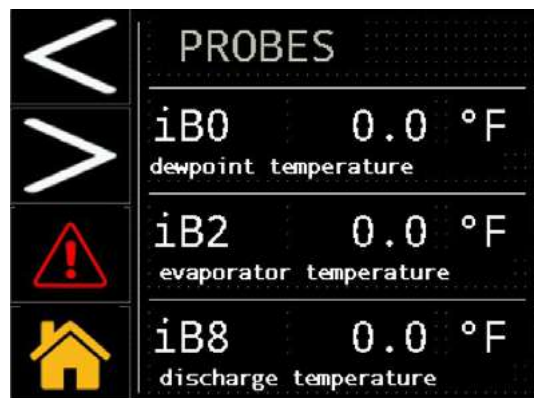 PROBES
iB0 0.0 °F
dewpoint temperature
iB2 0.0 °F
evaporator temperature
iB8 0.0 °F
discharge temperature